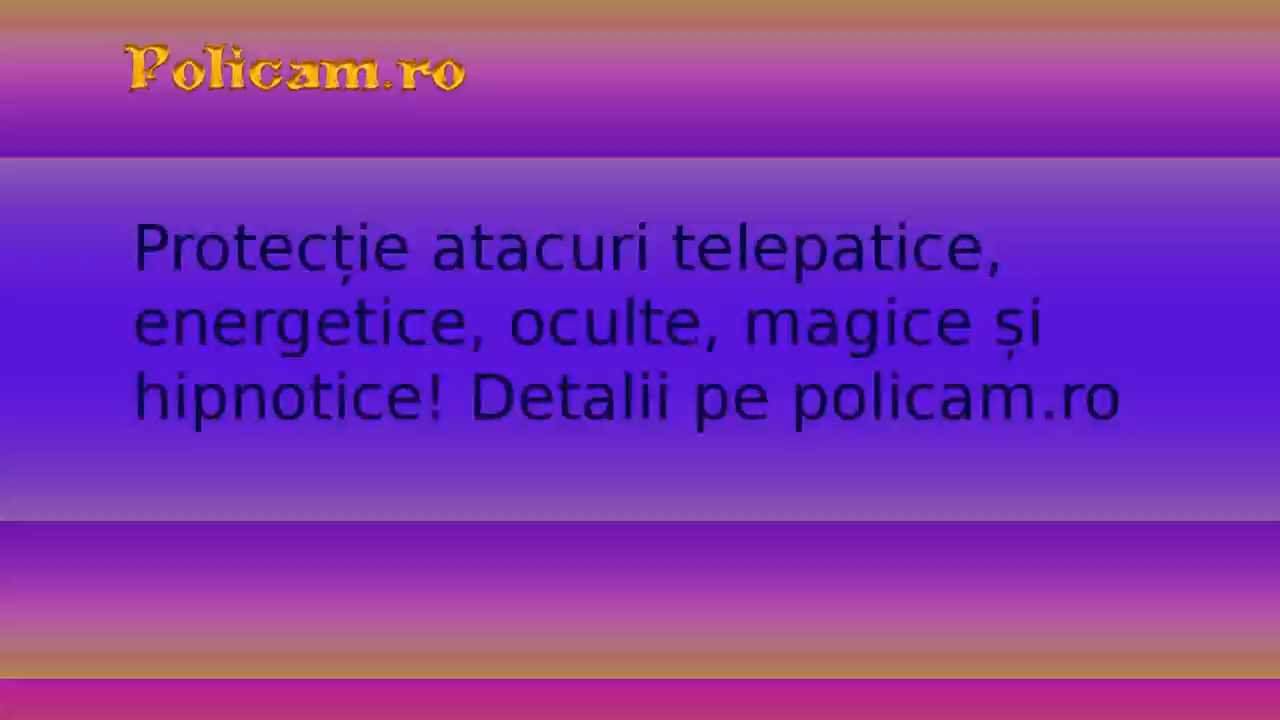 Policam.ro
Protecție atacuri telepatice,
energetice, oculte, magice și
hipnotice! Detalii pe policam.ro